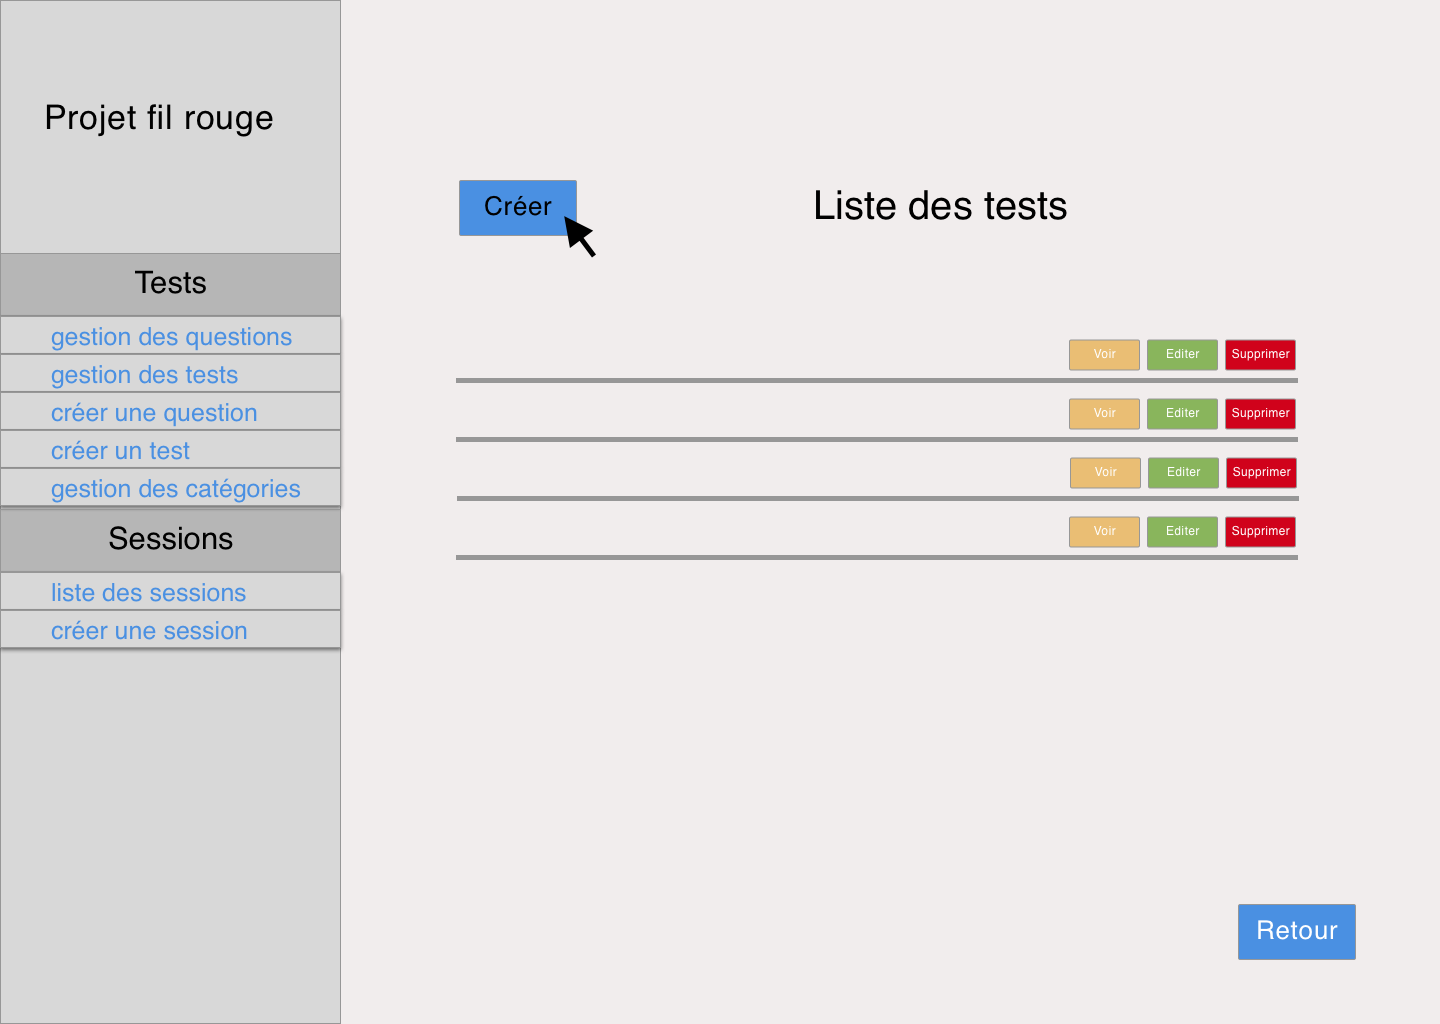 Projet fil rouge
Tests
gestion des questions
gestion des tests
créer une question
créer un test
gestion des catégories
Sessions
liste des sessions
créer une session
Créer
Liste des tests
Voir Editer Supprimer
Voir Editer Supprimer
Voir Editer Supprimer
Voir Editer Supprimer
Retour